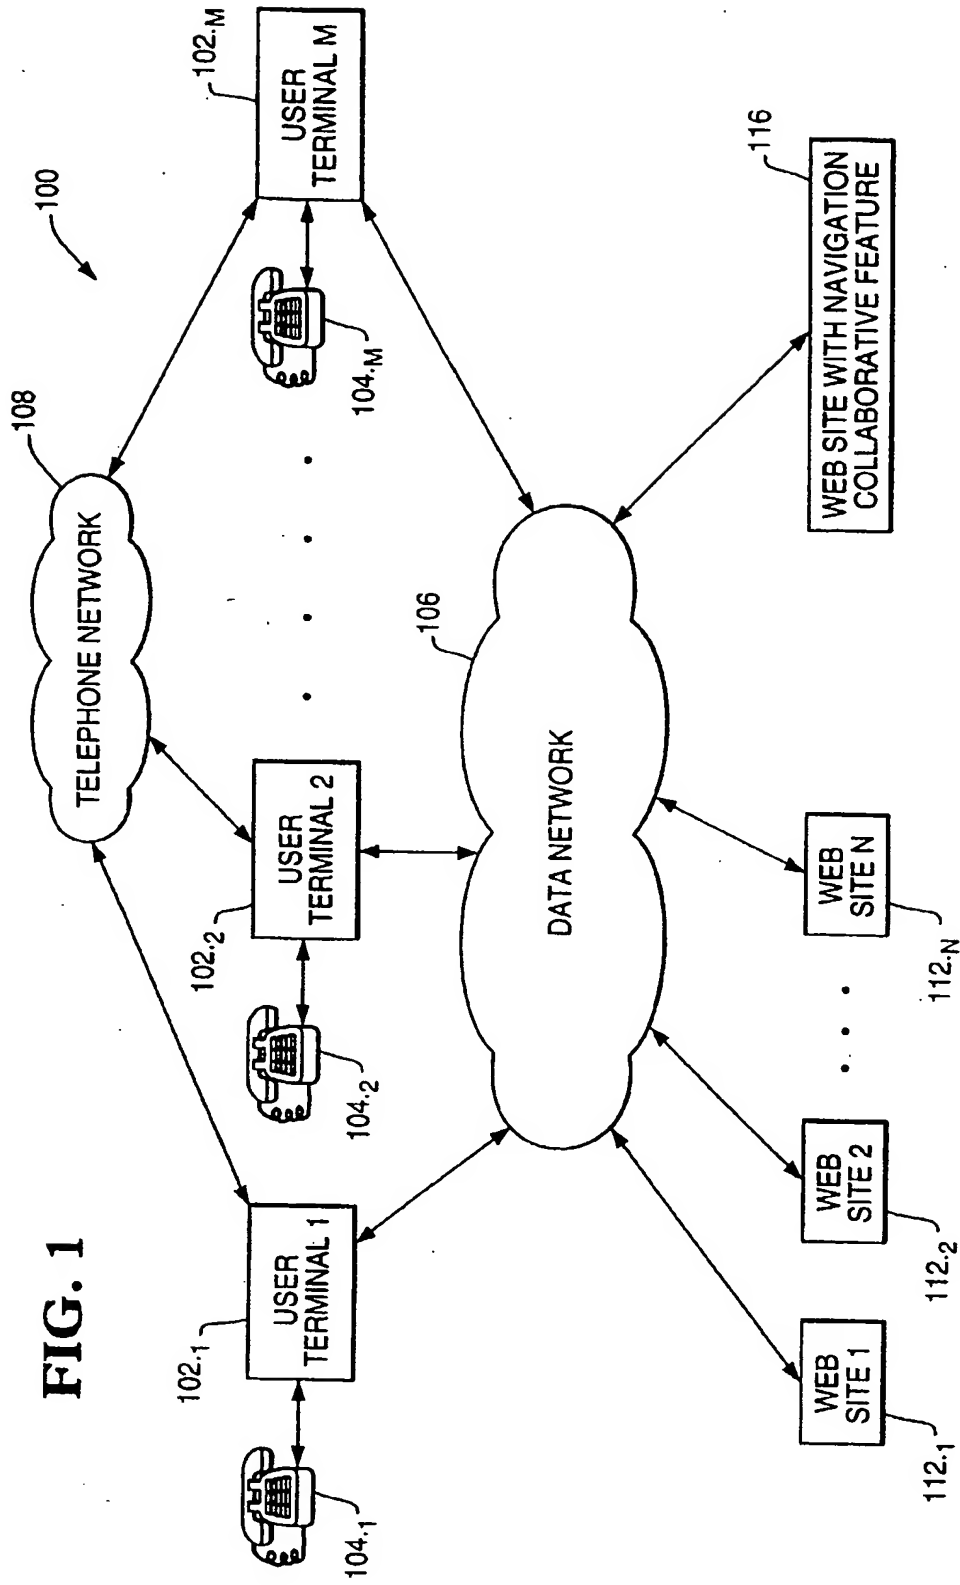 FIG. 1
100
108
TELEPHONE NETWORK
102.1
USER
TERMINAL 1
104.1
102.2
USER
TERMINAL 2
104.2
102.M
USER
TERMINAL M
104.M
106
DATA NETWORK
WEB
SITE 1
112.1
WEB
SITE 2
112.2
WEB
SITE N
112.N
116
WEB SITE WITH NAVIGATION
COLLABORATIVE FEATURE